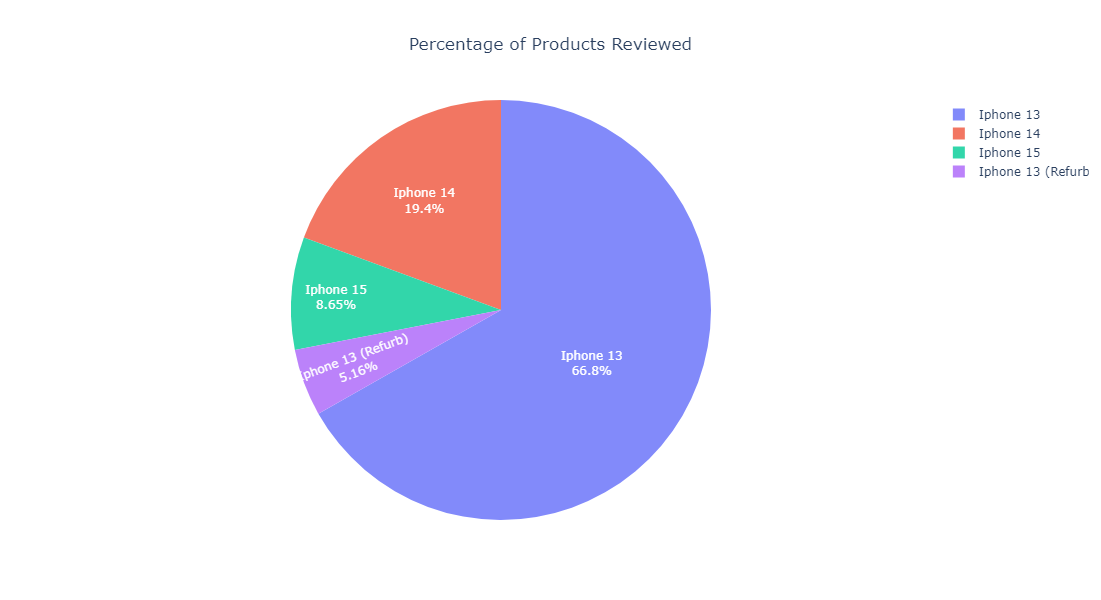 Percentage of Products Reviewed
Iphone 13
Iphone 14
Iphone 15
Iphone 13 (Refurb
Iphone 14
19.4%
Iphone 15
8.65%
Iphone 13 (Refurb)
5.16%
Iphone 13
66.8%